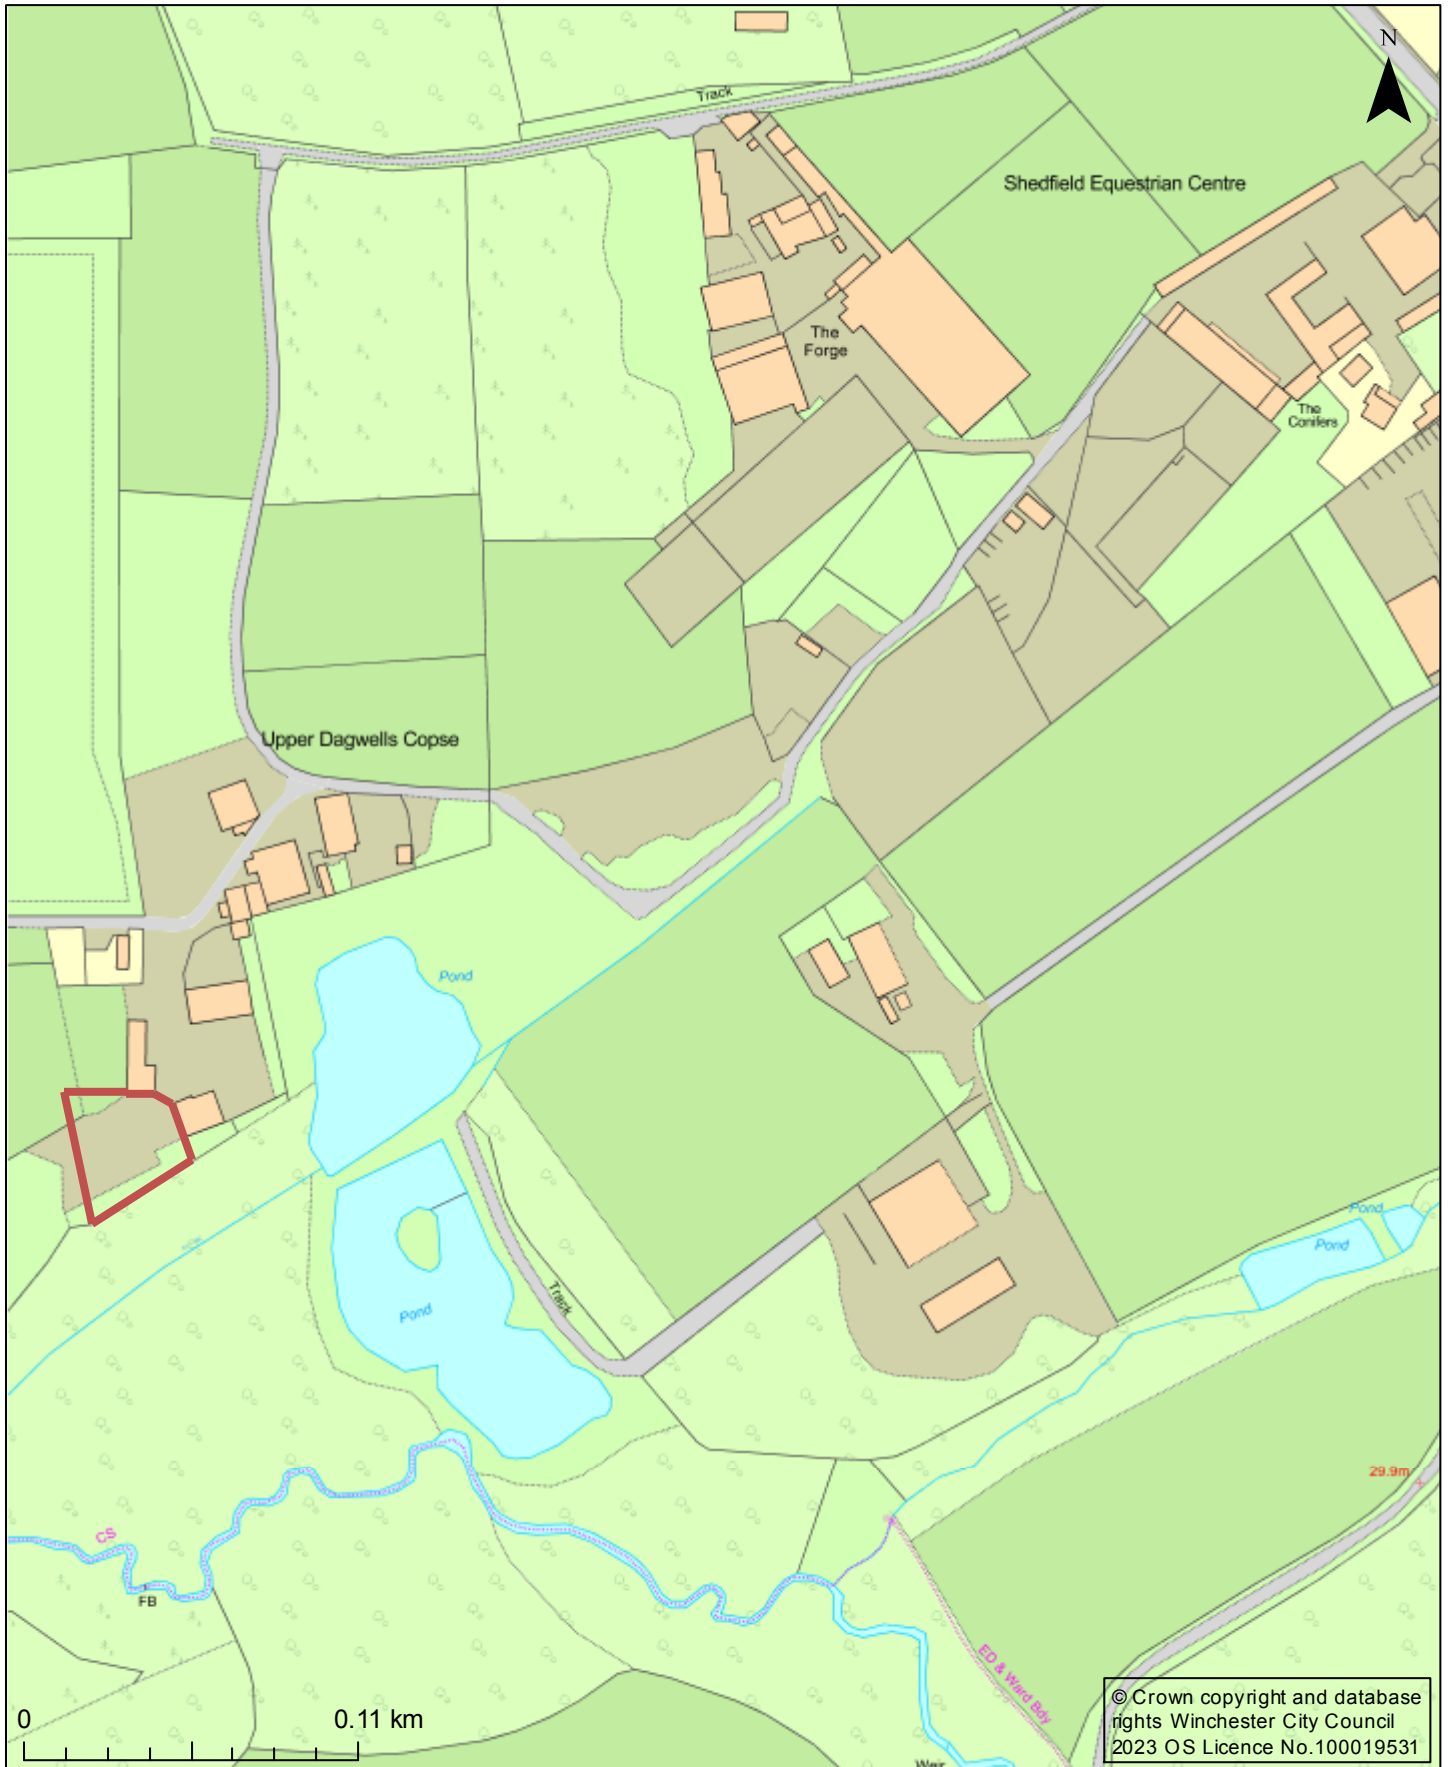 N
Track
Shedfield Equestrian Centre
The
Forge
The
Conifers
Upper Dagwells Copse
Pond
Pond
Pond
Track
Pond
29.9m
CS
FB
ED & Ward Bdy
Weir
0
0.11 km
© Crown copyright and database
rights Winchester City Council
2023 OS Licence No.100019531